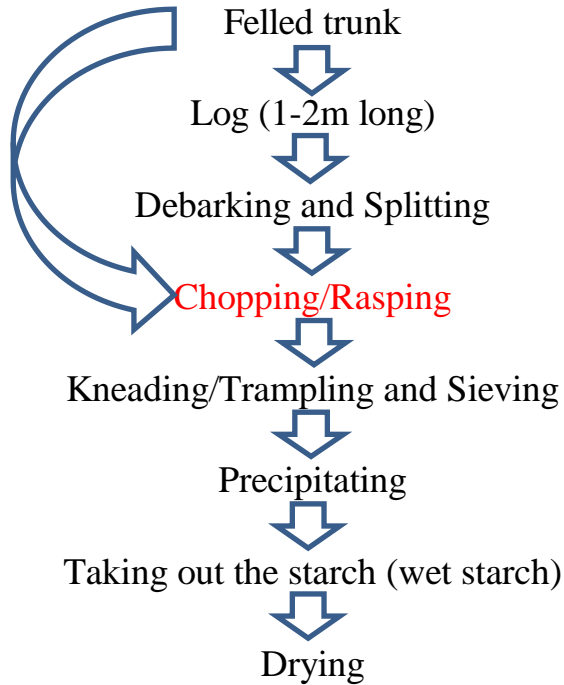 Felled trunk
Log (1-2m long)
Debarking and Splitting
Chopping/Rasping
Kneading/Trampling and Sieving
Precipitating
Taking out the starch (wet starch)
Drying